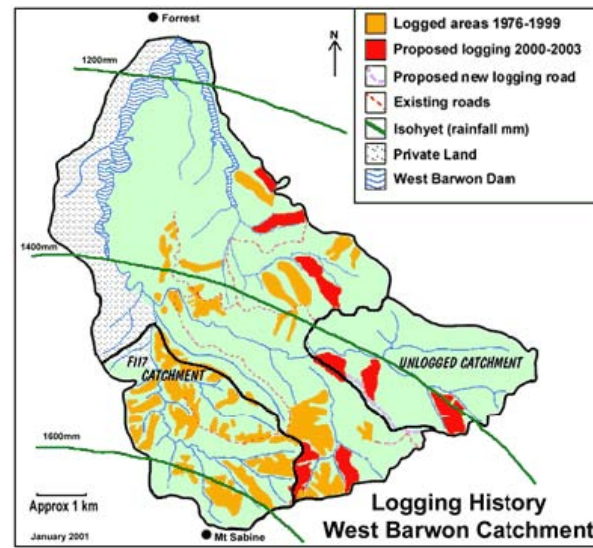 Forrest
1200mm
N
Logged areas 1976-1999
Proposed logging 2000-2003
Proposed new logging road
Existing roads
Isohyet (rainfall mm)
Private Land
West Barwon Dam
1400mm
F117
CATCHMENT
UNLOGGED CATCHMENT
1600mm
Approx 1 km
January 2001
Mt Sabine
Logging History
West Barwon Catchment